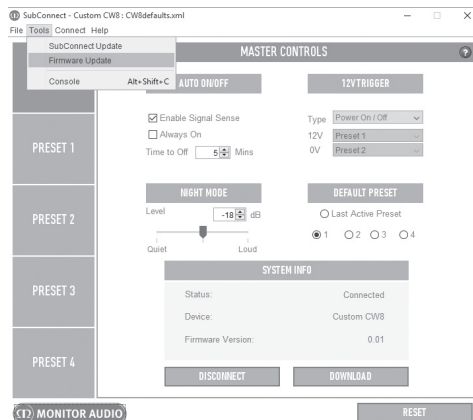 SubConnect - Custom CW8 : CW8defaults.xml
File Tools Connect Help
SubConnect Update
Firmware Update
Console Alt+Shift+C
MASTER CONTROLS
AUTO ON/OFF
Enable Signal Sense
Always On
Time to Off 5 Mins
12V TRIGGER
Type Power On / Off
12V Preset 1
0V Preset 2
PRESET 1
PRESET 2
PRESET 3
PRESET 4
NIGHT MODE
Level -18 dB
Quiet Loud
DEFAULT PRESET
Last Active Preset
1 2 3 4
SYSTEM INFO
Status: Connected
Device: Custom CW8
Firmware Version: 0.01
DISCONNECT DOWNLOAD
MONITOR AUDIO
RESET